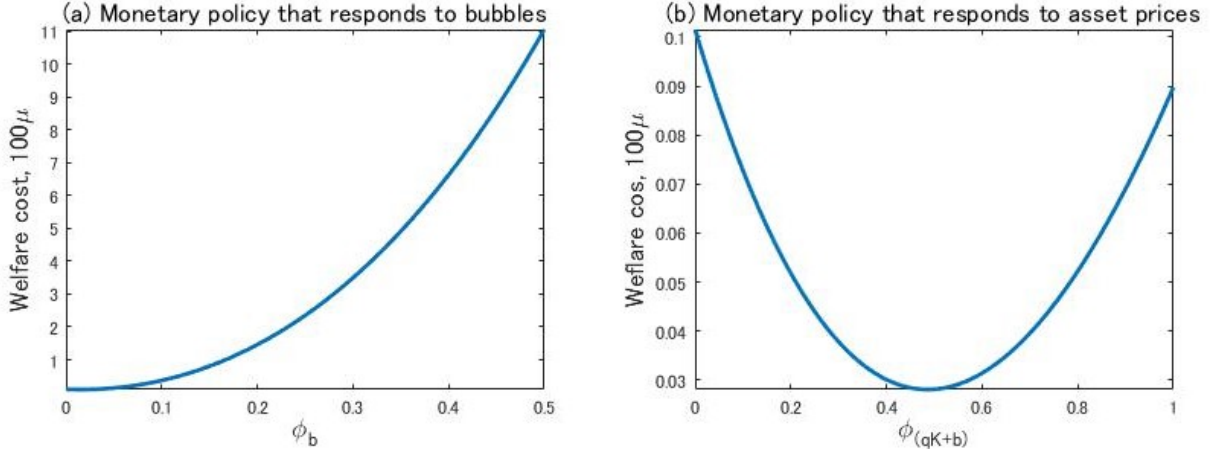 (a) Monetary policy that responds to bubbles
11
10
9
8
7
6
5
4
3
2
1
Welfare cost, 100μ
0 0.1 0.2 0.3 0.4 0.5
ϕb
(b) Monetary policy that responds to asset prices
0.1
0.09
0.08
0.07
0.06
0.05
0.04
0.03
Weflare cos, 100μ
0 0.2 0.4 0.6 0.8 1
ϕ(qK+b)